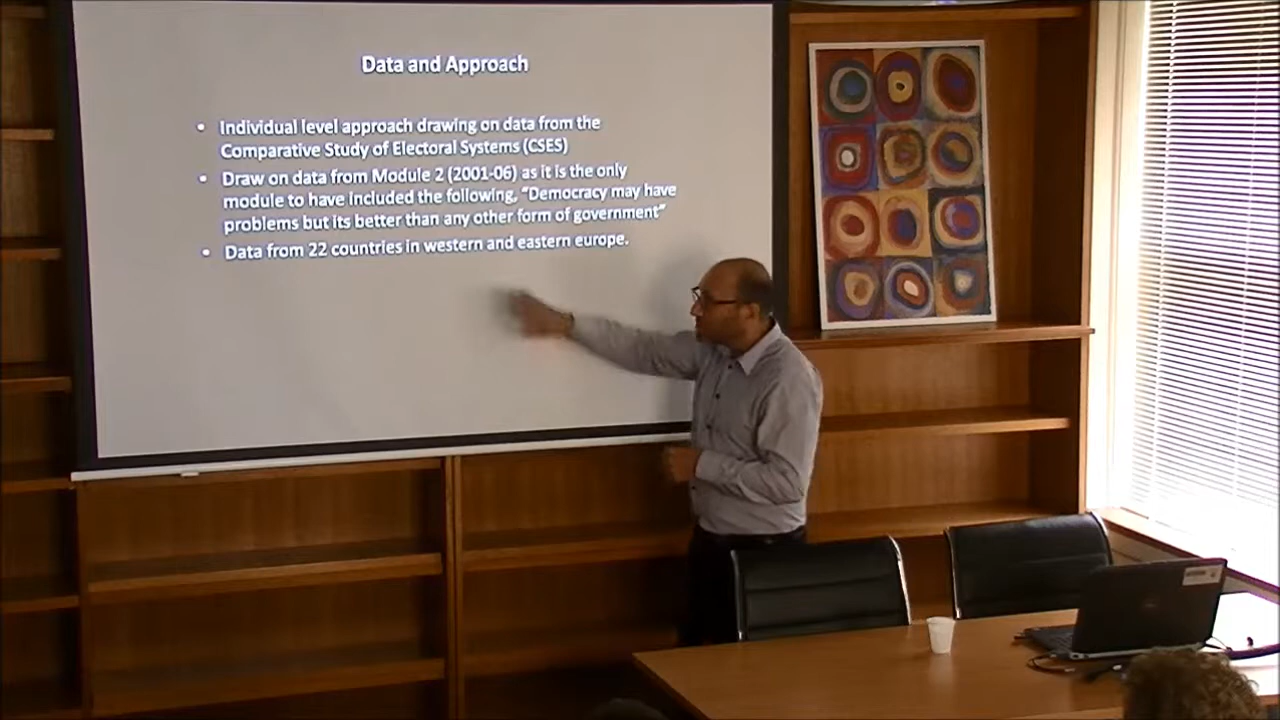 Data and Approach
• Individual level approach drawing on data from the
Comparative Study of Electoral Systems (CSES)
• Draw on data from Module 2 (2001-06) as it is the only
module to have included the following, “Democracy may have
problems but its better than any other form of government”
• Data from 22 countries in western and eastern europe.